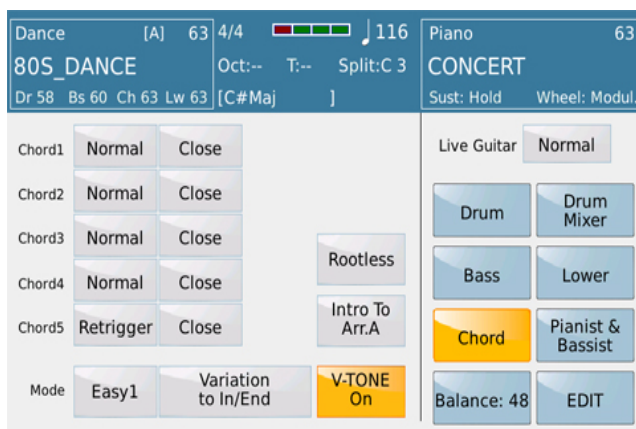 Dance [A] 63 4/4 ♩ 116 Piano 63
80S_DANCE Oct:-- T:-- Split:C 3 CONCERT
Dr 58 Bs 60 Ch 63 Lw 63 [C#Maj ] Sust: Hold Wheel: Modul.
Chord1 Normal Close
Chord2 Normal Close
Chord3 Normal Close
Chord4 Normal Close
Chord5 Retrigger Close
Rootless
Intro To
Arr.A
Mode Easy1
Variation
to In/End
V-TONE
On
Live Guitar Normal
Drum
Drum
Mixer
Bass
Lower
Chord
Pianist &
Bassist
Balance: 48
EDIT